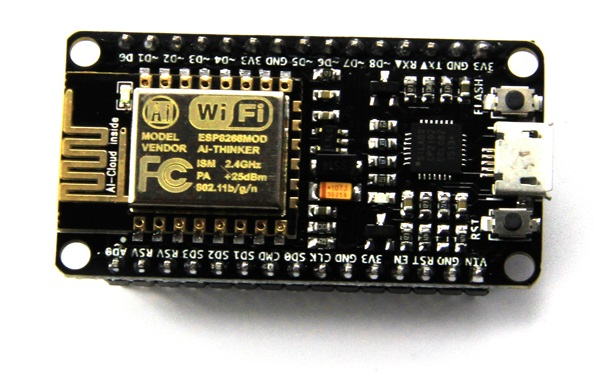 3V3 GND TX RX ~D8 ~D7 ~D6 ~D5 GND 3V3 ~D4 ~D3 ~D2 ~D1 D0
FLASH
Ai WiFi
MODEL ESP8266MOD
VENDOR AI-THINKER
ISM 2.4GHz
PA +25dBm
802.11b/g/n
FC
AI-Cloud inside
RST
VIN GND RST EN 3V3 GND CLK SD0 CMD SD1 SD2 SD3 RSV RSV AD0